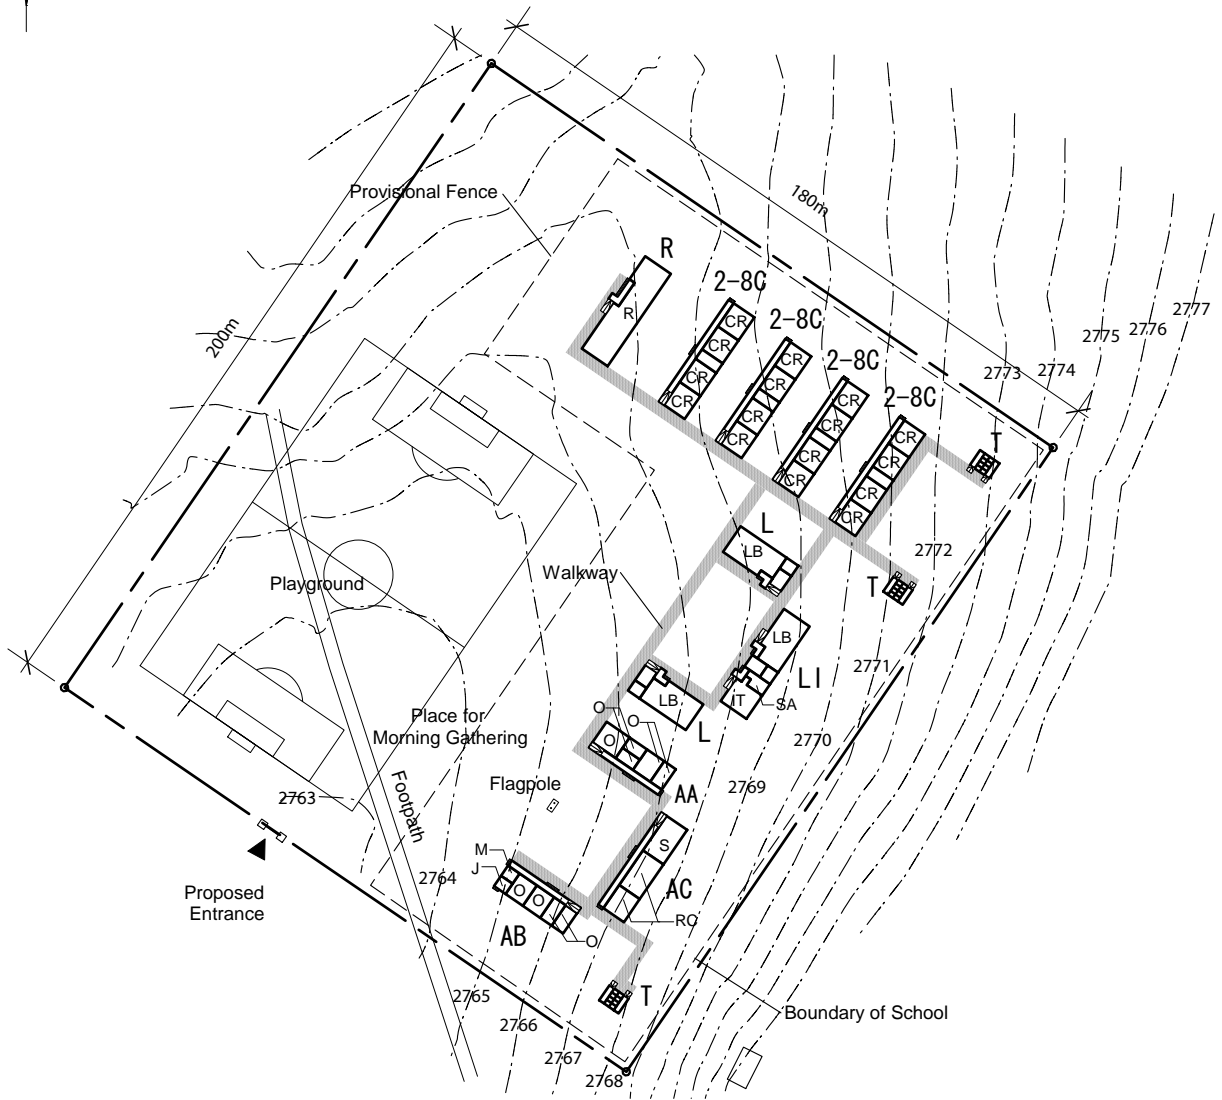 180m
Provisional Fence
R
2-8C
2777
2776
2775
2-8C
R
CR
200m
CR
CR
2-8C
2773
2774
CR
CR
CR
2-8C
CR
CR
CR
CR
CR
CR
T
CR
CR
CR
CR
CR
L
2772
LB
Walkway
Playground
T
LB
2771
LI
LB
IT
SA
Place for
Morning Gathering
O
O
L
O
2770
Flagpole
2769
AA
2763
Footpath
S
M
J
2764
O
O
AC
Proposed
Entrance
RO
AB
O
2765
T
Boundary of School
2766
2767
2768